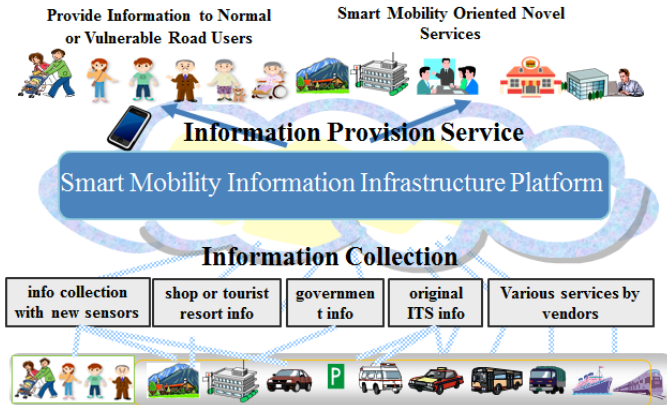 Provide Information to Normal
or Vulnerable Road Users
Smart Mobility Oriented Novel
Services
Information Provision Service
Smart Mobility Information Infrastructure Platform
Information Collection
info collection
with new sensors
shop or tourist
resort info
governmen
t info
original
ITS info
Various services by
vendors
P